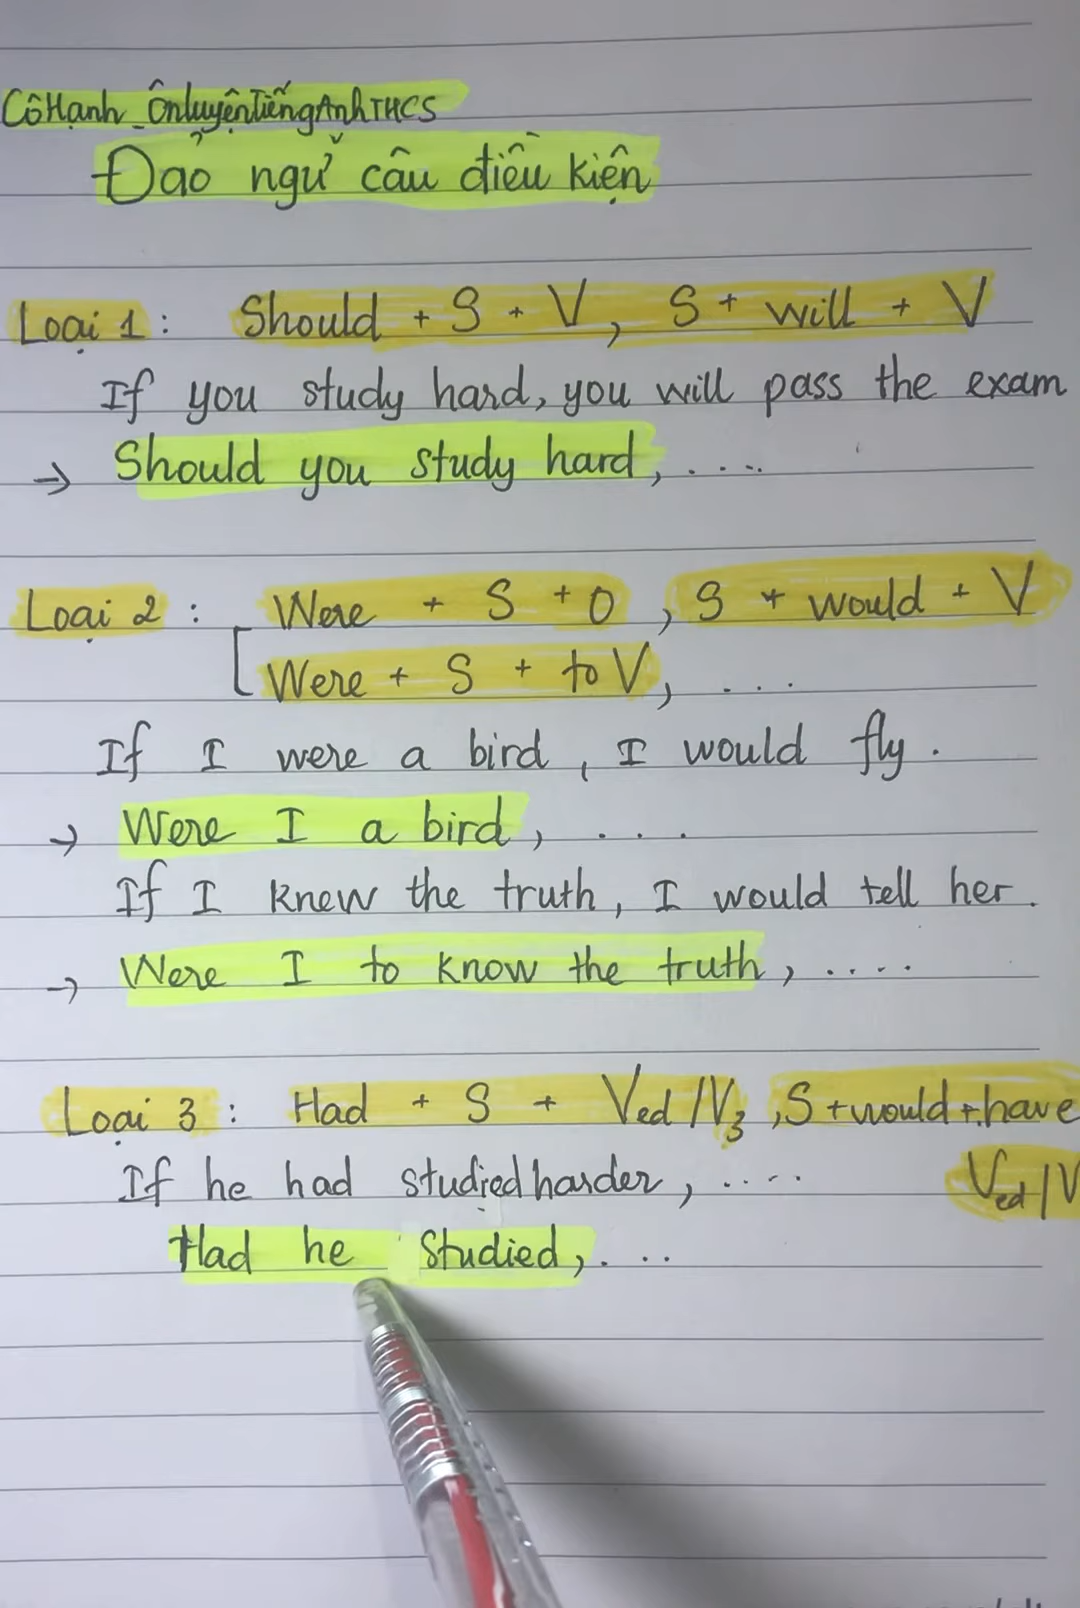 CôHạnh_ÔnluyệnTiếngAnhTHCS
Đảo ngữ câu điều kiện
Loại 1 : Should + S + V, S + will + V
If you study hard, you will pass the exam
→ Should you study hard, .....
Loại 2 : Were + S + O, S + would + V
Were + S + to V, ....
If I were a bird, I would fly.
→ Were I a bird, ....
If I knew the truth, I would tell her.
→ Were I to know the truth, ....
Loại 3 : Had + S + Ved/V3, S + would + have
If he had studied harder, .....
Ved/V
Had he studied, ....